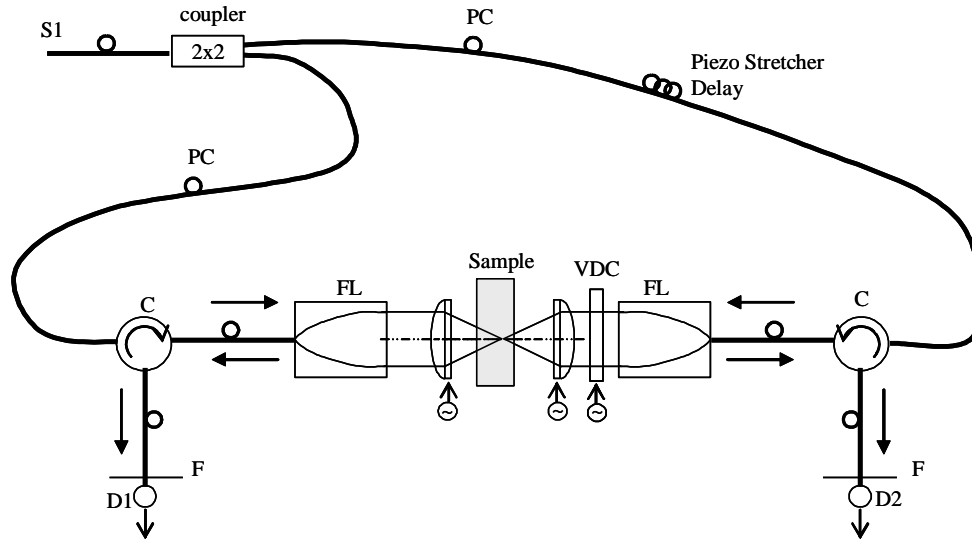 coupler
S1
2x2
PC
Piezo Stretcher
Delay
PC
Sample
VDC
FL
FL
C
C
~
~
~
F
F
D1
D2